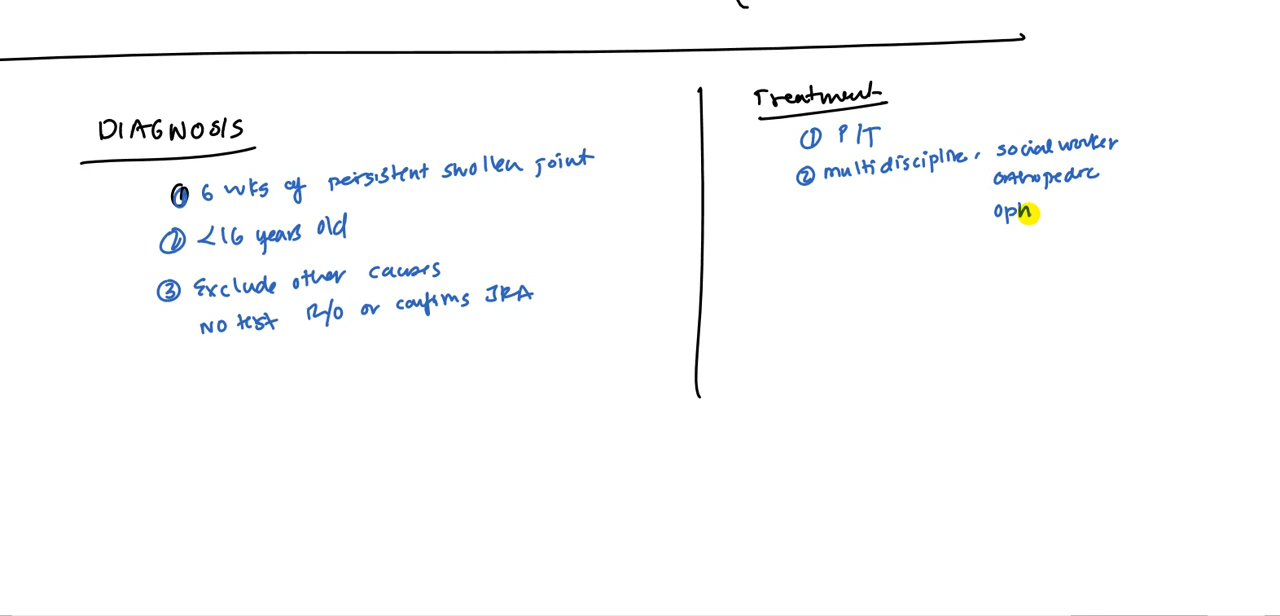 DIAGNOSIS
① 6 wks of persistent swollen joint
② <16 years old
③ Exclude other causes
No test R/O or confirms JRA
Treatment
① P/T
② multidiscipline, social worker
orthopedic
oph